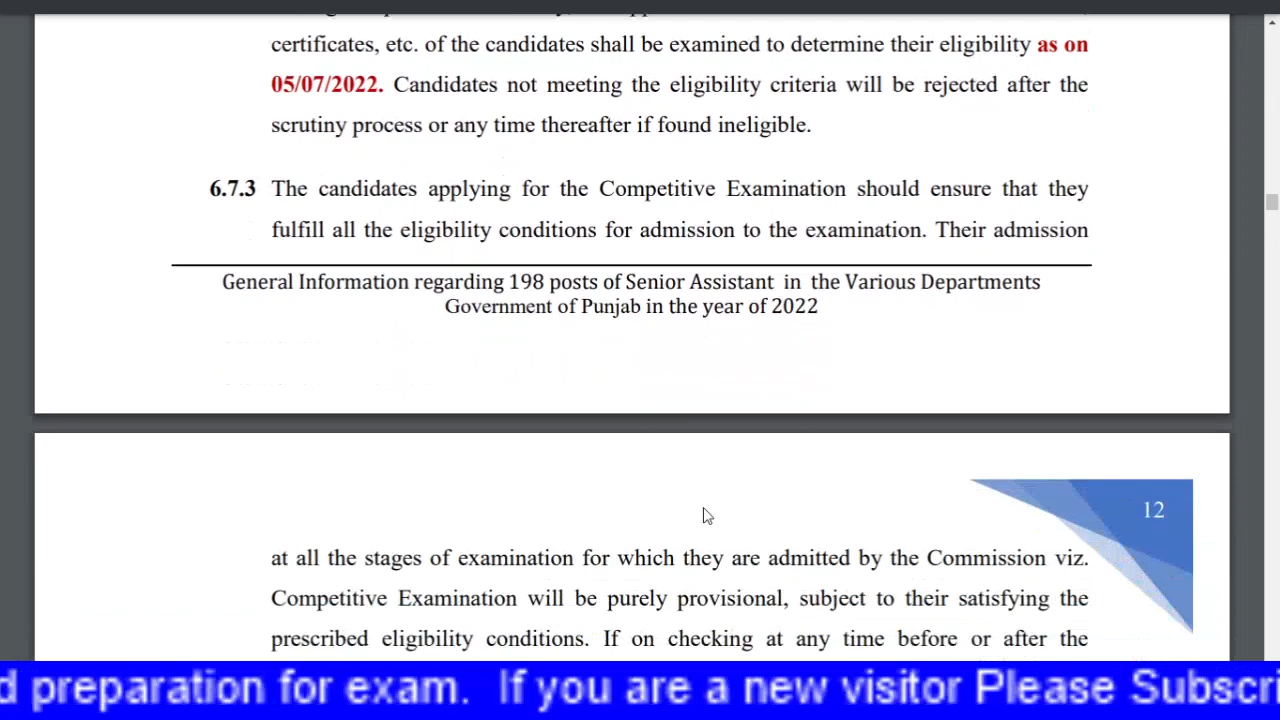 certificates, etc. of the candidates shall be examined to determine their eligibility as on
05/07/2022. Candidates not meeting the eligibility criteria will be rejected after the
scrutiny process or any time thereafter if found ineligible.
6.7.3 The candidates applying for the Competitive Examination should ensure that they
fulfill all the eligibility conditions for admission to the examination. Their admission
General Information regarding 198 posts of Senior Assistant in the Various Departments
Government of Punjab in the year of 2022
12
at all the stages of examination for which they are admitted by the Commission viz.
Competitive Examination will be purely provisional, subject to their satisfying the
prescribed eligibility conditions. If on checking at any time before or after the
d preparation for exam. If you are a new visitor Please Subscri